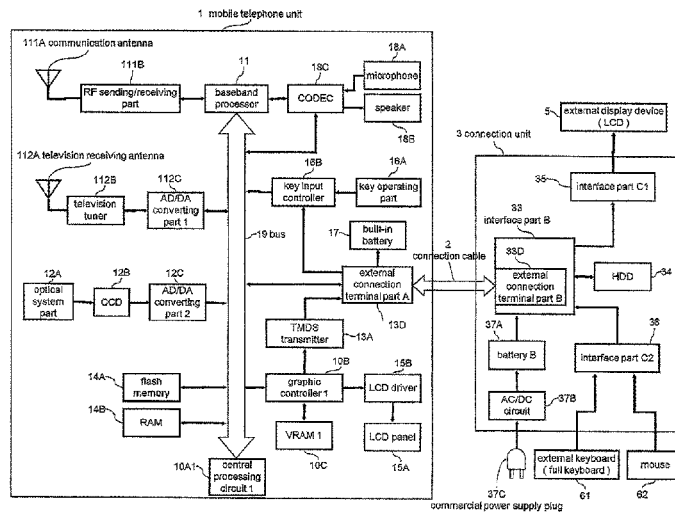 1 mobile telephone unit
111A communication antenna
111B
RF sending/receiving
part
11
baseband
processor
18C
CODEC
18A
microphone
speaker
18B
112A television receiving antenna
112B
television
tuner
112C
AD/DA
converting
part 1
16B
key input
controller
16A
key operating
part
17
built-in
battery
19 bus
12A
optical
system
part
12B
CCD
12C
AD/DA
converting
part 2
external
connection
terminal part A
13D
TMDS
transmitter
13A
2
connection cable
14A
flash
memory
14B
RAM
10B
graphic
controller 1
15B
LCD driver
VRAM 1
10C
LCD panel
15A
10A1
central
processing
circuit 1
5
external display device
( LCD )
3 connection unit
35
interface part C1
33
interface part B
33D
external
connection
terminal part B
HDD
34
37A
battery B
36
interface part C2
AC/DC
circuit
37B
37C
commercial power supply plug
external keyboard
( full keyboard )
61
mouse
62